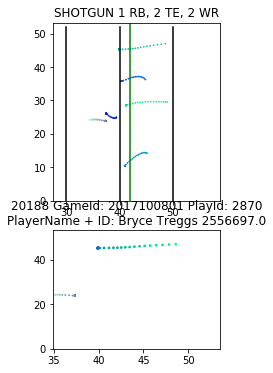 SHOTGUN 1 RB, 2 TE, 2 WR
50
40
30
20
10
0
30 40 50
20188 GameId: 2017100801 PlayId: 2870
PlayerName + ID: Bryce Treggs 2556697.0
40
20
0
35 40 45 50